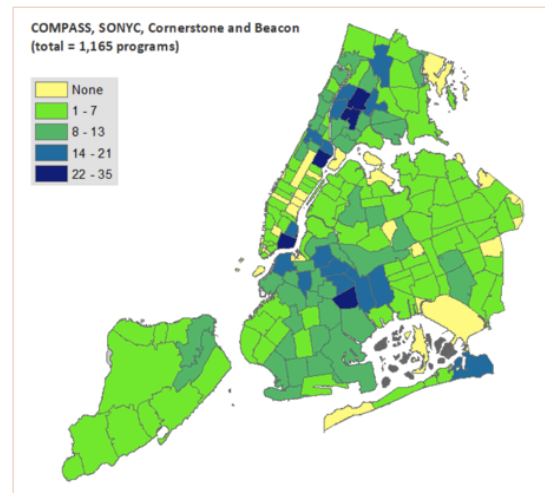 COMPASS, SONYC, Cornerstone and Beacon
(total = 1,165 programs)
None
1 - 7
8 - 13
14 - 21
22 - 35